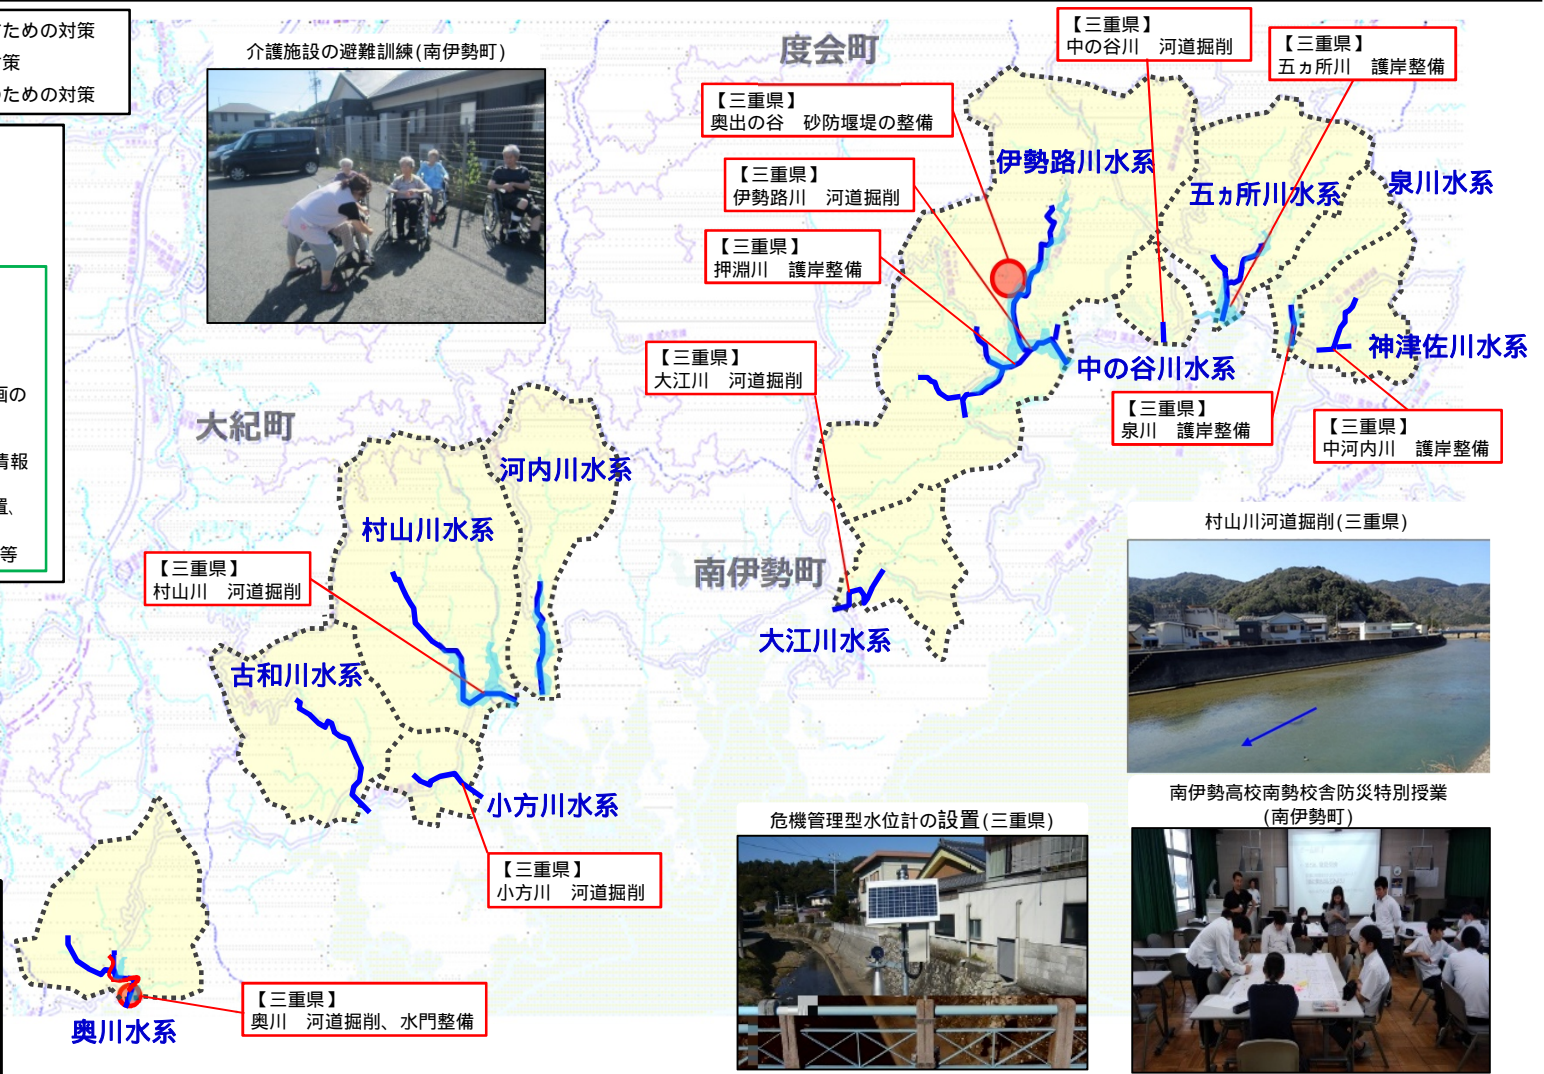 ための対策
策
ための対策
画の
情報
置、
等
介護施設の避難訓練(南伊勢町)
度会町
【三重県】
中の谷川　河道掘削
【三重県】
五ヵ所川　護岸整備
【三重県】
奥出の谷　砂防堰堤の整備
【三重県】
伊勢路川　河道掘削
【三重県】
押淵川　護岸整備
伊勢路川水系
五ヵ所川水系
泉川水系
神津佐川水系
中の谷川水系
【三重県】
大江川　河道掘削
【三重県】
泉川　護岸整備
【三重県】
中河内川　護岸整備
大紀町
河内川水系
村山川水系
【三重県】
村山川　河道掘削
南伊勢町
大江川水系
古和川水系
小方川水系
【三重県】
小方川　河道掘削
【三重県】
奥川　河道掘削、水門整備
奥川水系
村山川河道掘削(三重県)
危機管理型水位計の設置(三重県)
南伊勢高校南勢校舎防災特別授業
(南伊勢町)